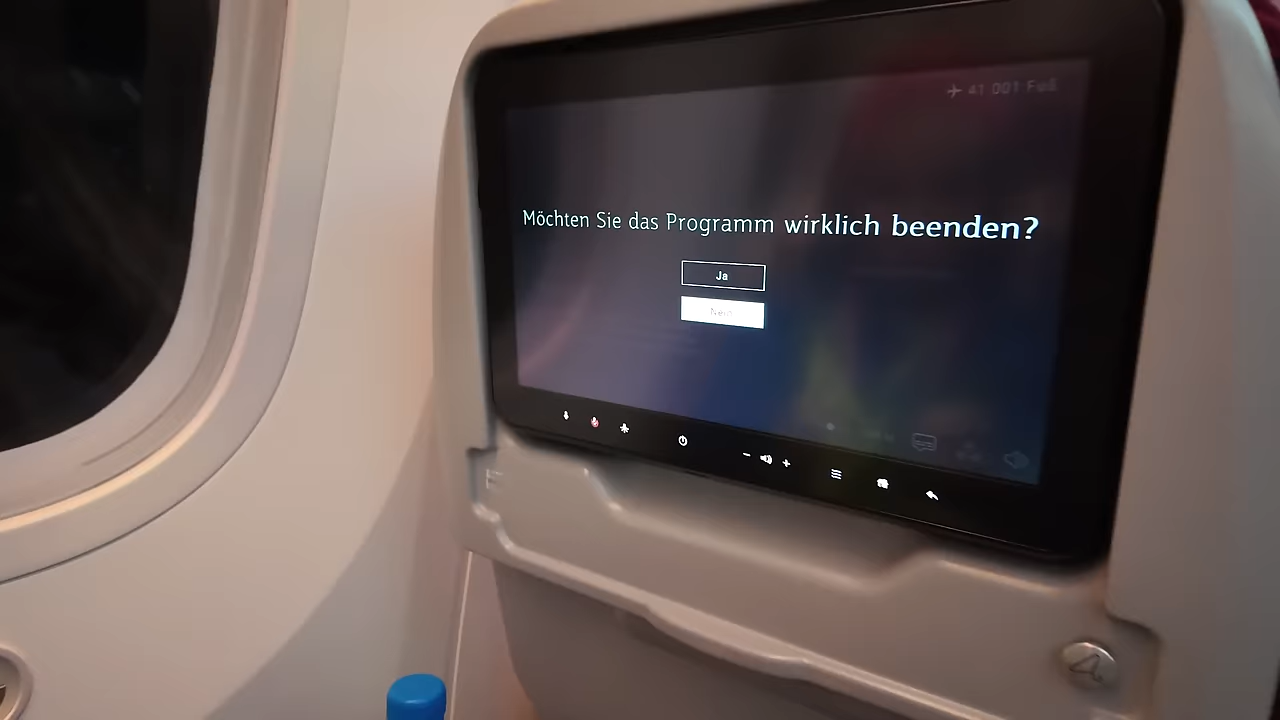 41 001 Fuß
Möchten Sie das Programm wirklich beenden?
Ja
Nein